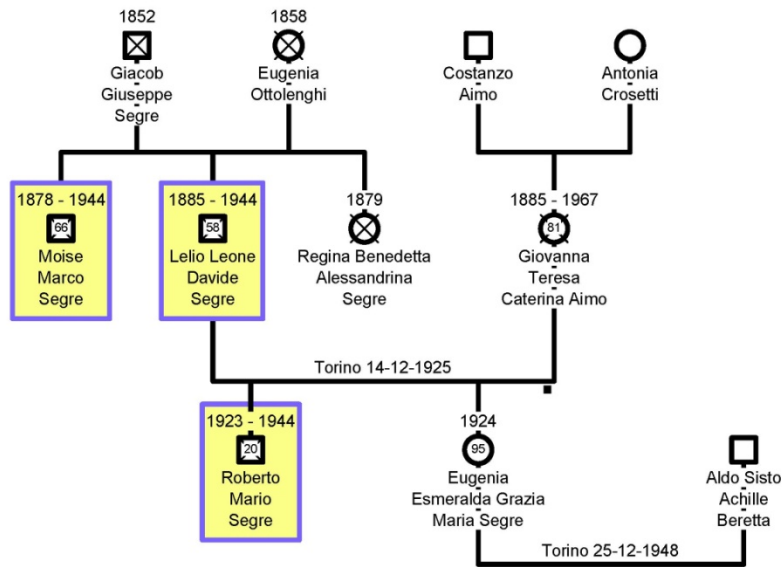 1852
1858
Giacob
Giuseppe
Segre
Eugenia
Ottolenghi
Costanzo
Aimo
Antonia
Crosetti
1878 - 1944
66
Moise
Marco
Segre
1885 - 1944
58
Lelio Leone
Davide
Segre
1879
Regina Benedetta
Alessandrina
Segre
1885 - 1967
81
Giovanna
Teresa
Caterina Aimo
Torino 14-12-1925
1923 - 1944
20
Roberto
Mario
Segre
1924
95
Eugenia
Esmeralda Grazia
Maria Segre
Aldo Sisto
Achille
Beretta
Torino 25-12-1948